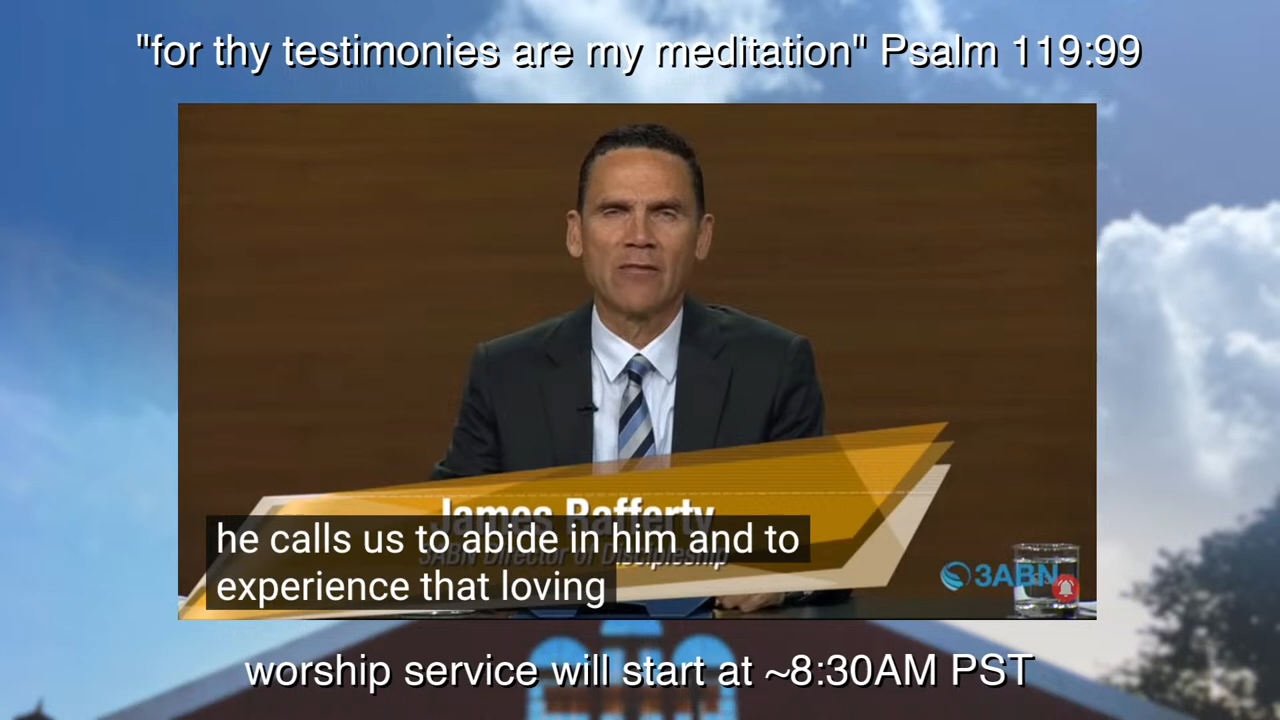 "for thy testimonies are my meditation" Psalm 119:99
James Rafferty
3ABN Director of Discipleship
he calls us to abide in him and to
experience that loving
3ABN
worship service will start at ~8:30AM PST